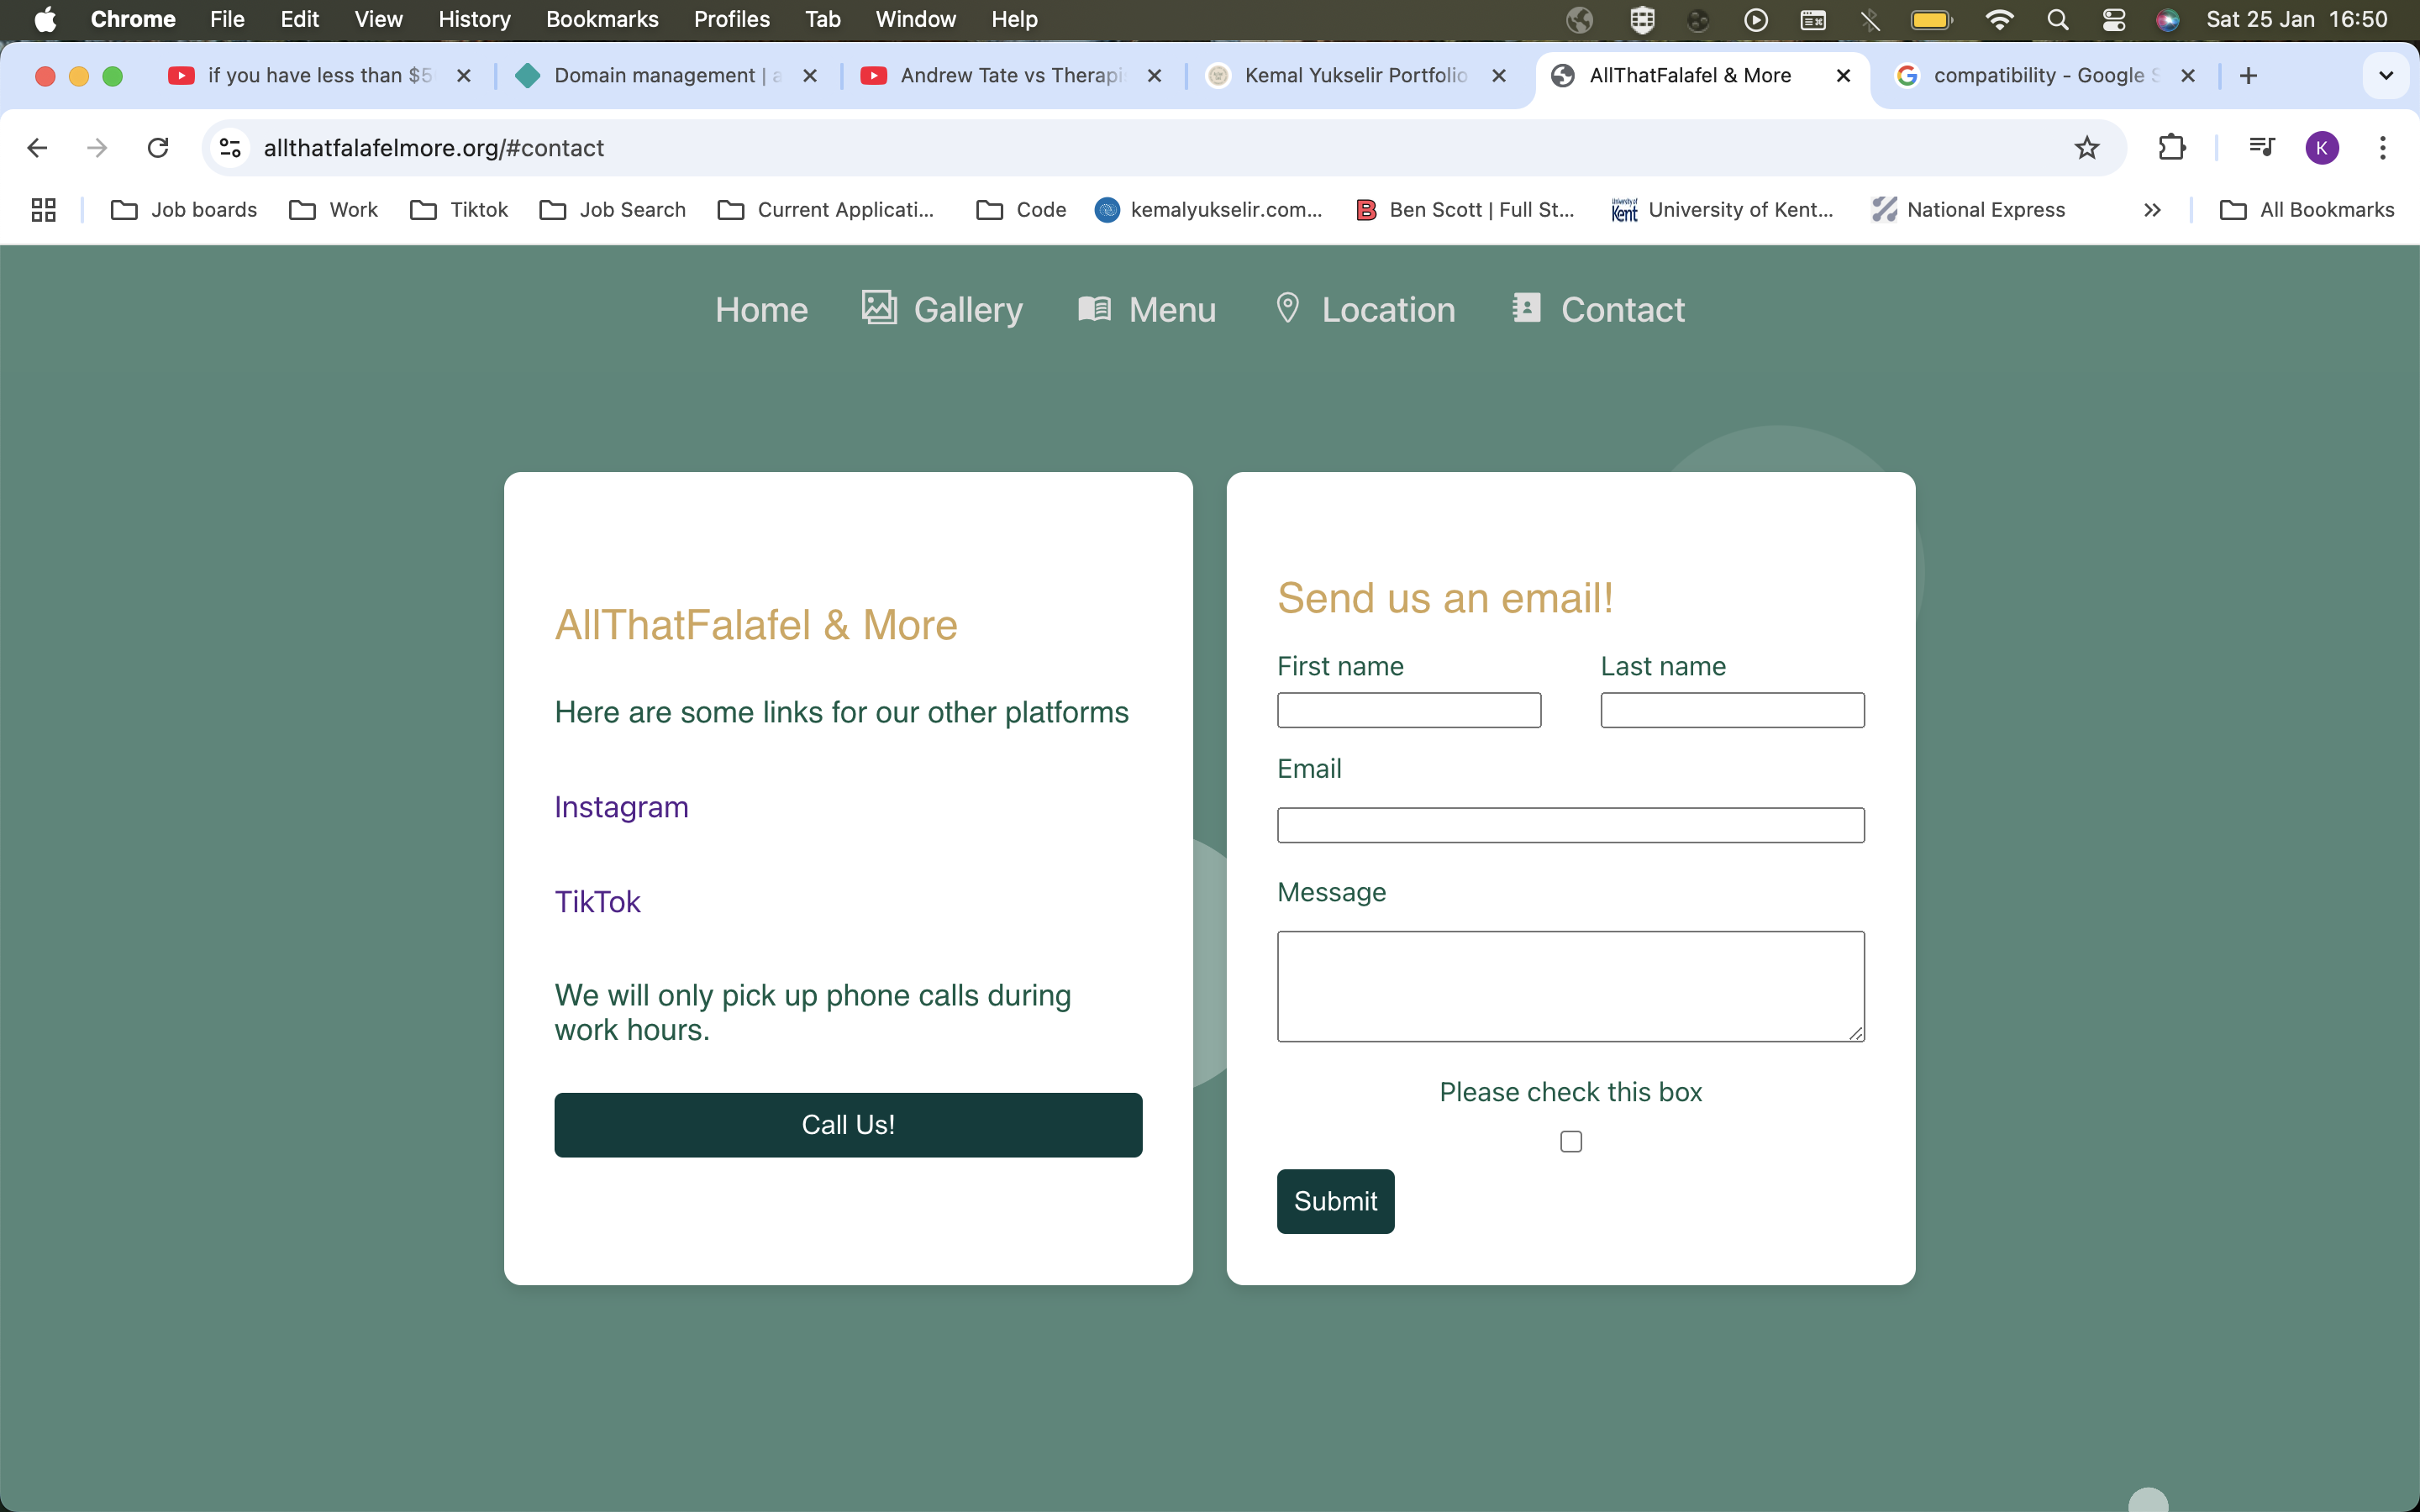 Chrome File Edit View History Bookmarks Profiles Tab Window Help Sat 25 Jan 16:50
if you have less than $5 Domain management | a Andrew Tate vs Therapi Kemal Yukselir Portfolio AllThatFalafel & More compatibility - Google S
allthatfalafelmore.org/#contact K
Job boards Work Tiktok Job Search Current Applicati... Code kemalyukselir.com... B Ben Scott | Full St... University of Kent University of Kent... National Express All Bookmarks
Home Gallery Menu Location Contact
AllThatFalafel & More
Here are some links for our other platforms
Instagram
TikTok
We will only pick up phone calls during
work hours.
Call Us!
Send us an email!
First name Last name
Email
Message
Please check this box
Submit